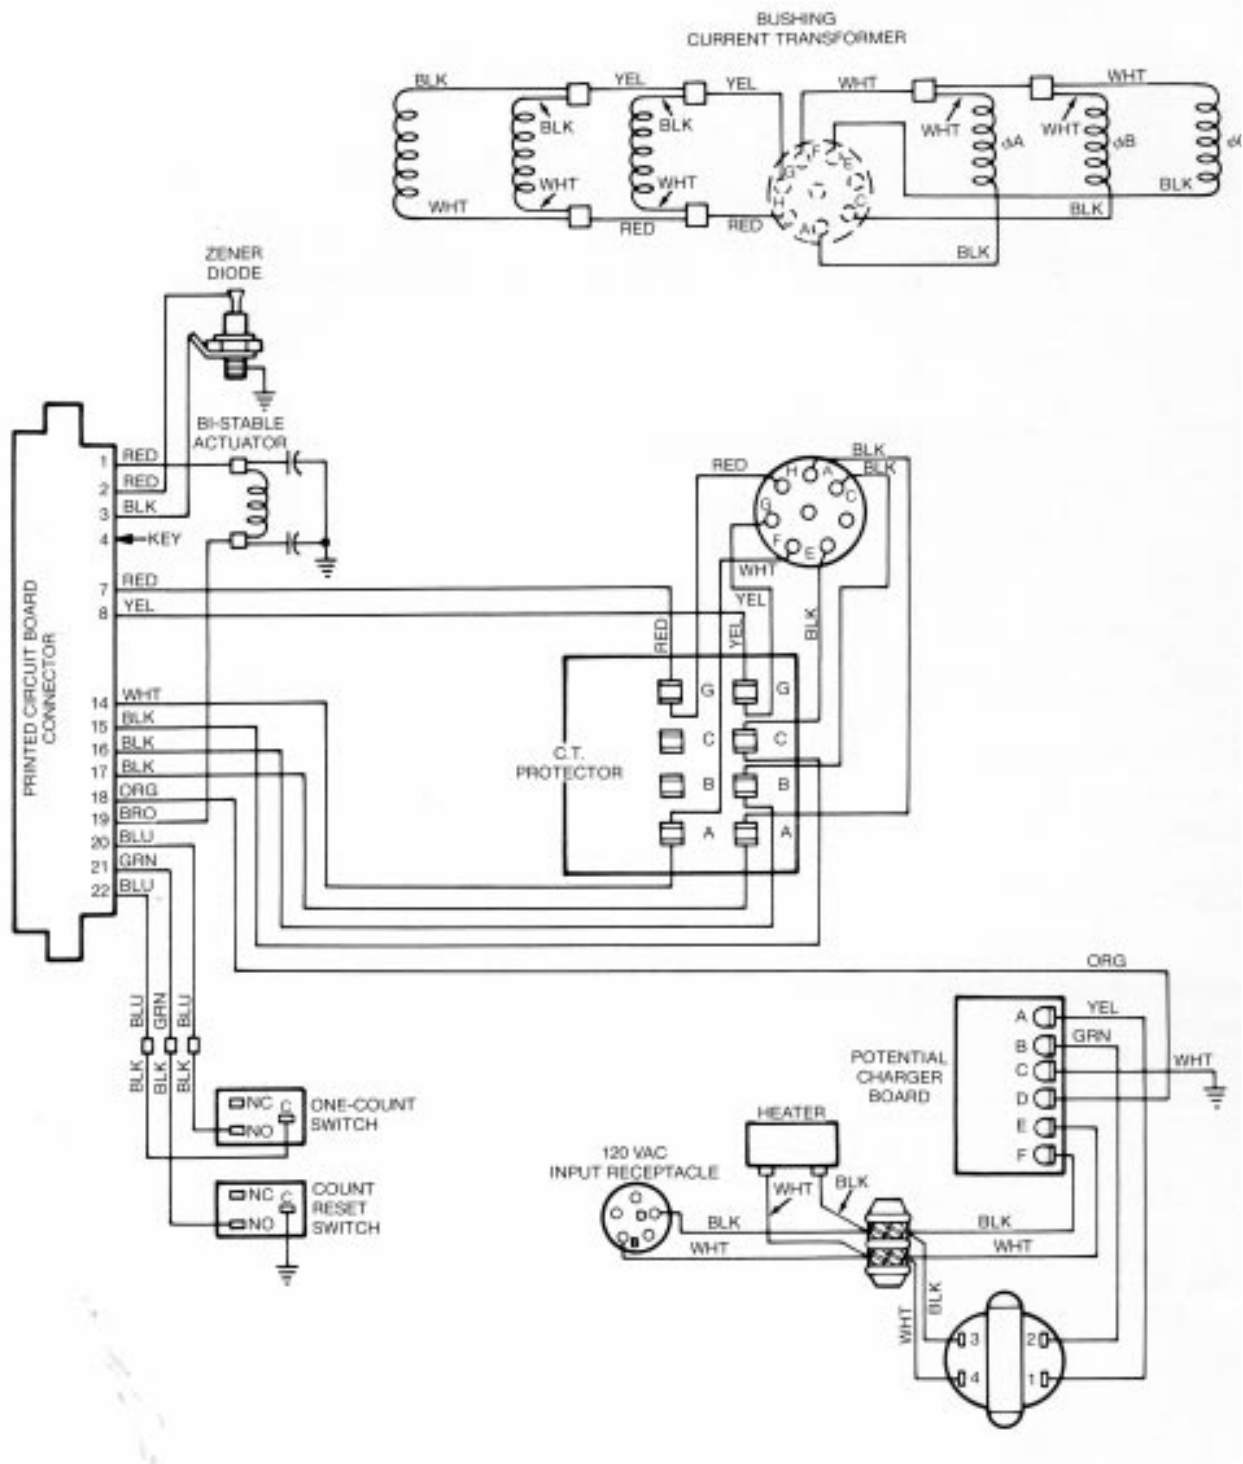 BUSHING
CURRENT TRANSFORMER
BLK
YEL
YEL
WHT
WHT
BLK
BLK
WHT
WHT
øA
øB
WHT
WHT
WHT
RED
RED
G
F
E
H
A
C
BLK
BLK
BLK
ZENER
DIODE
BI-STABLE
ACTUATOR
PRINTED CIRCUIT BOARD
CONNECTOR
1 RED
2 RED
3 BLK
4 KEY
7 RED
8 YEL
14 WHT
15 BLK
16 BLK
17 BLK
18 ORG
19 BRO
20 BLU
21 GRN
22 BLU
RED
BLK
BLK
H
A
C
G
F
E
WHT
YEL
BLK
RED
YEL
C.T.
PROTECTOR
G
G
C
C
B
B
A
A
ORG
BLU
GRN
BLU
BLK
BLK
BLK
NC
C
NO
ONE-COUNT
SWITCH
NC
C
NO
COUNT
RESET
SWITCH
POTENTIAL
CHARGER
BOARD
A
B
C
D
E
F
YEL
GRN
WHT
HEATER
120 VAC
INPUT RECEPTACLE
D
B
WHT
BLK
BLK
WHT
BLK
WHT
WHT
BLK
3
2
4
1